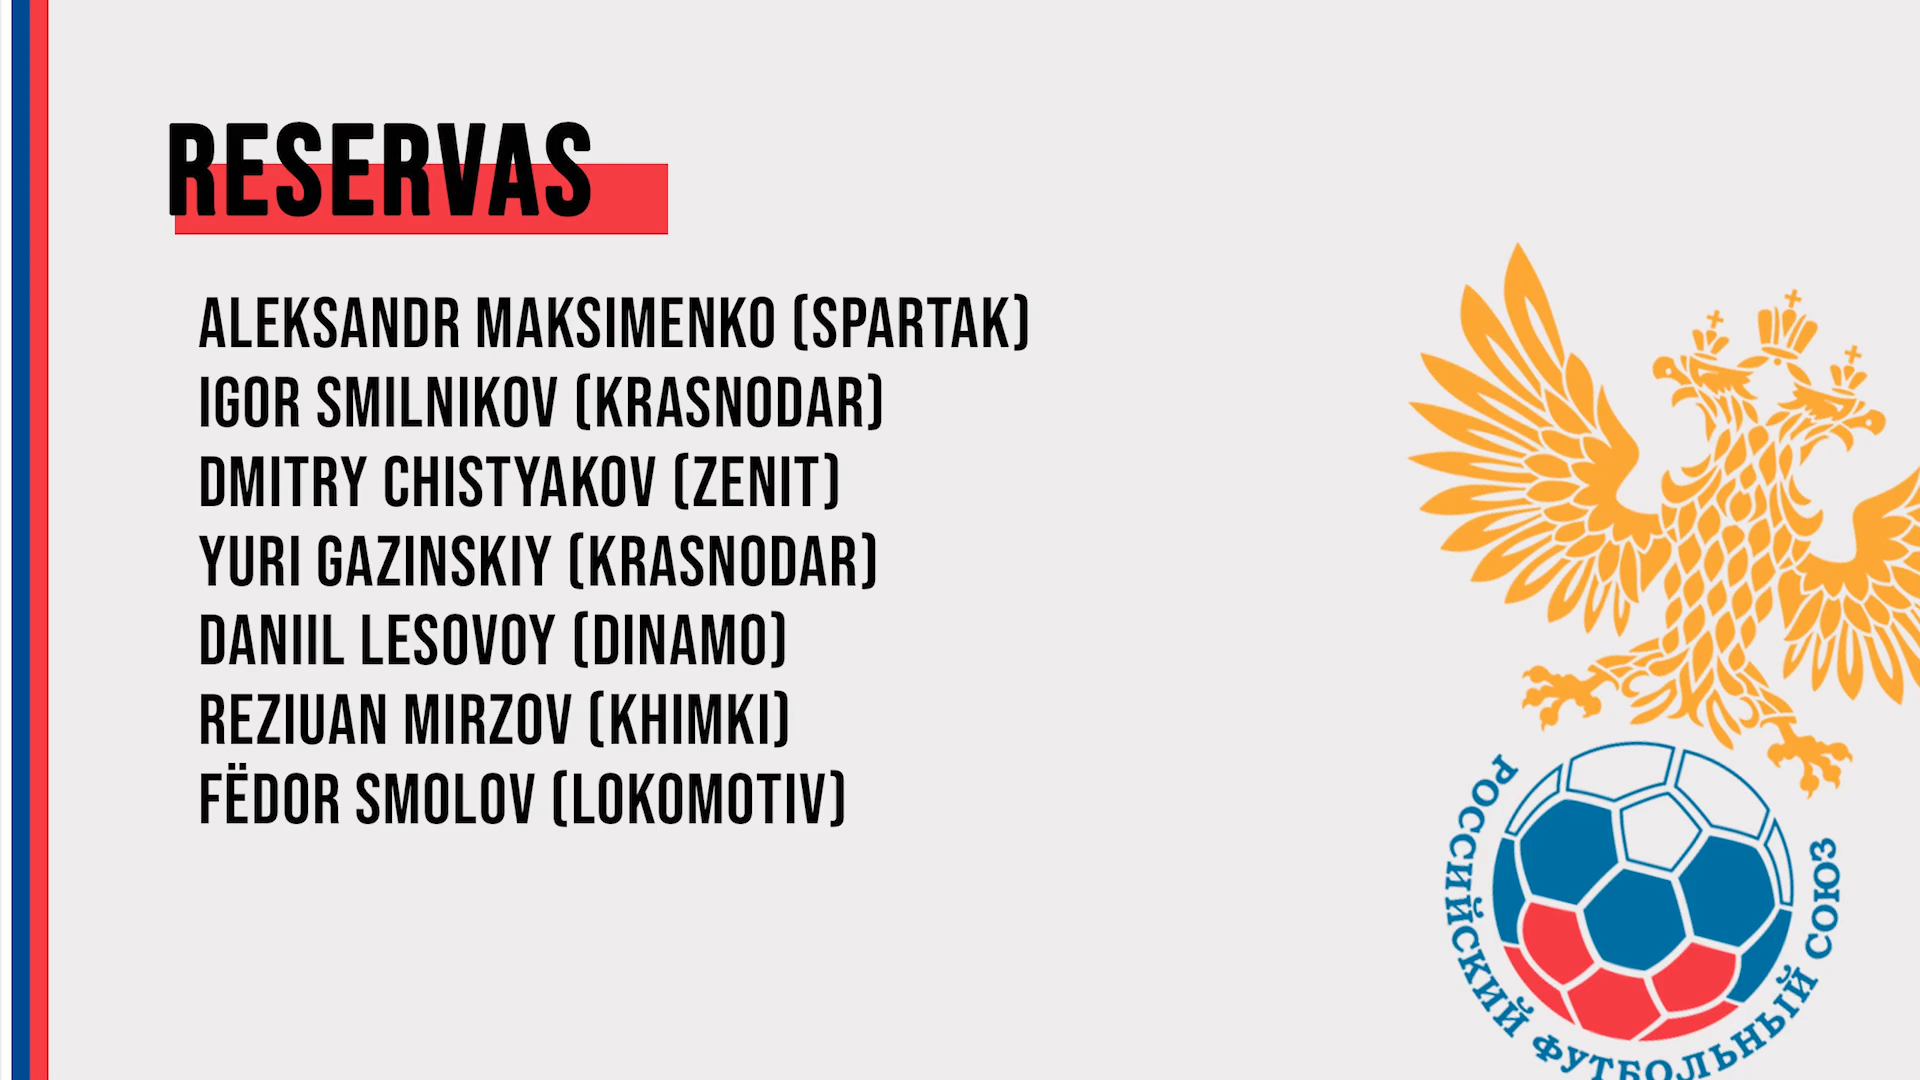 RESERVAS
ALEKSANDR MAKSIMENKO (SPARTAK)
IGOR SMILNIKOV (KRASNODAR)
DMITRY CHISTYAKOV (ZENIT)
YURI GAZINSKIY (KRASNODAR)
DANIIL LESOVOY (DINAMO)
REZIUAN MIRZOV (KHIMKI)
FËDOR SMOLOV (LOKOMOTIV)
РОССИЙСКИЙ ФУТБОЛЬНЫЙ СОЮЗ